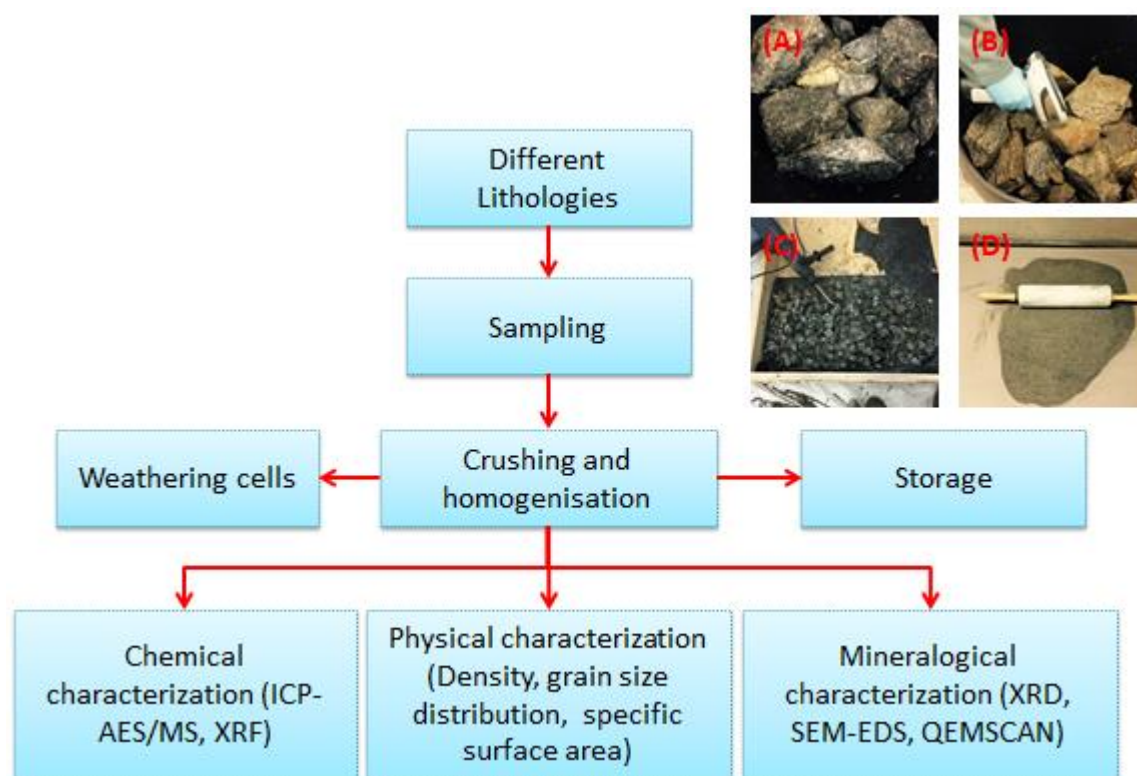 (A)
(B)
Different
Lithologies
(C)
(D)
Sampling
Weathering cells
Crushing and
homogenisation
Storage
Chemical
characterization (ICP-
AES/MS, XRF)
Physical characterization
(Density, grain size
distribution, specific
surface area)
Mineralogical
characterization (XRD,
SEM-EDS, QEMSCAN)